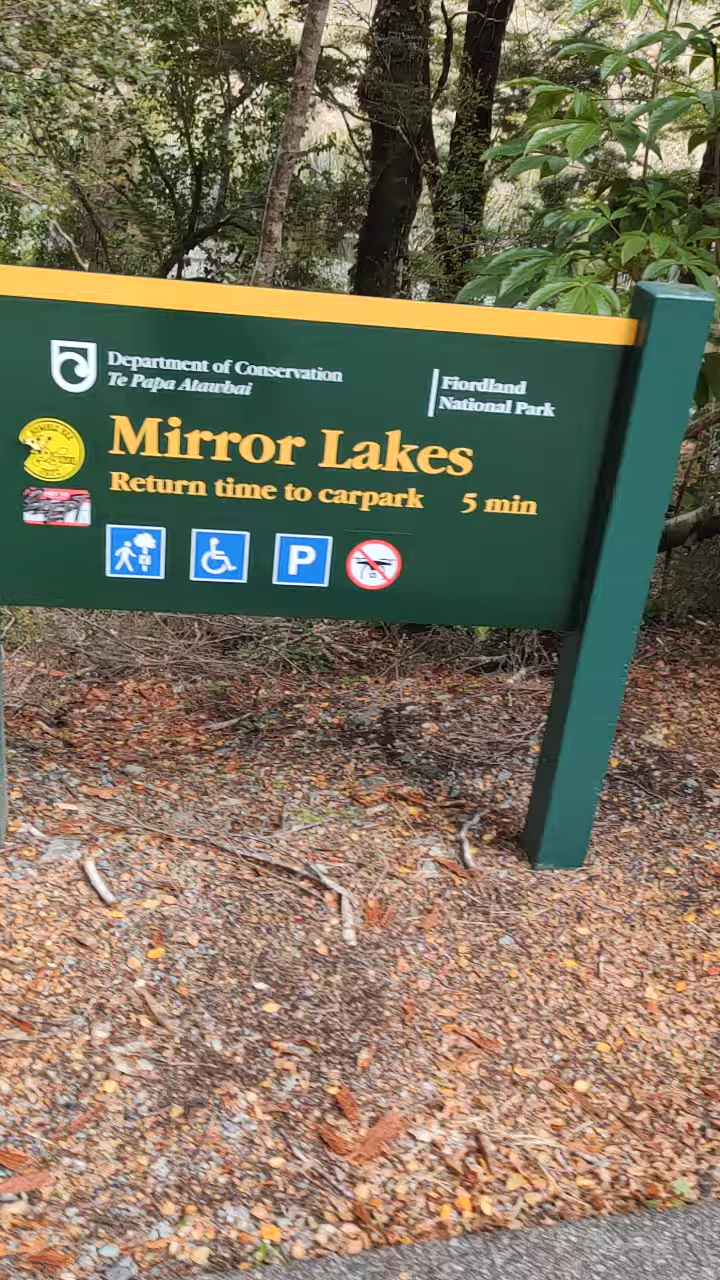 Department of Conservation
Te Papa Atawbai
Fiordland
National Park
Mirror Lakes
Return time to carpark 5 min
P